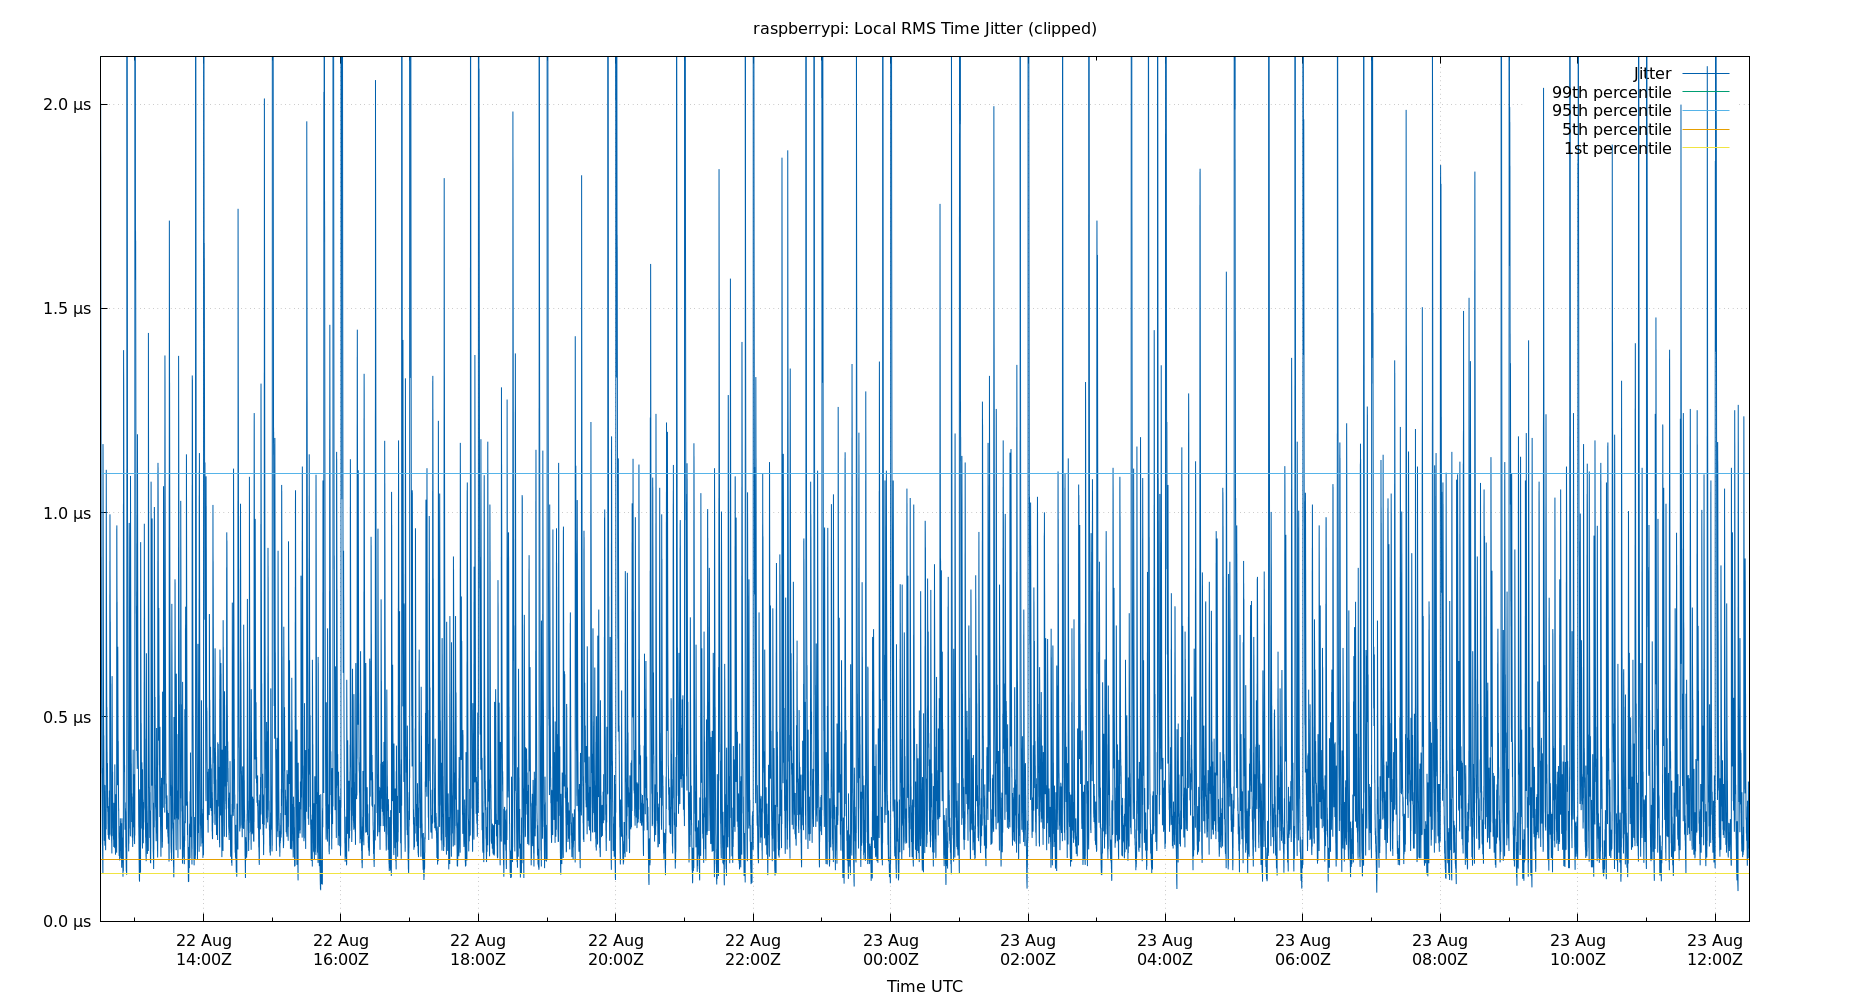 raspberrypi: Local RMS Time Jitter (clipped)
Jitter
99th percentile
95th percentile
5th percentile
1st percentile
2.0 μs
1.5 μs
1.0 μs
0.5 μs
0.0 μs
22 Aug 22 Aug 22 Aug 22 Aug 22 Aug 23 Aug 23 Aug 23 Aug 23 Aug 23 Aug 23 Aug 23 Aug
14:00Z 16:00Z 18:00Z 20:00Z 22:00Z 00:00Z 02:00Z 04:00Z 06:00Z 08:00Z 10:00Z 12:00Z
Time UTC